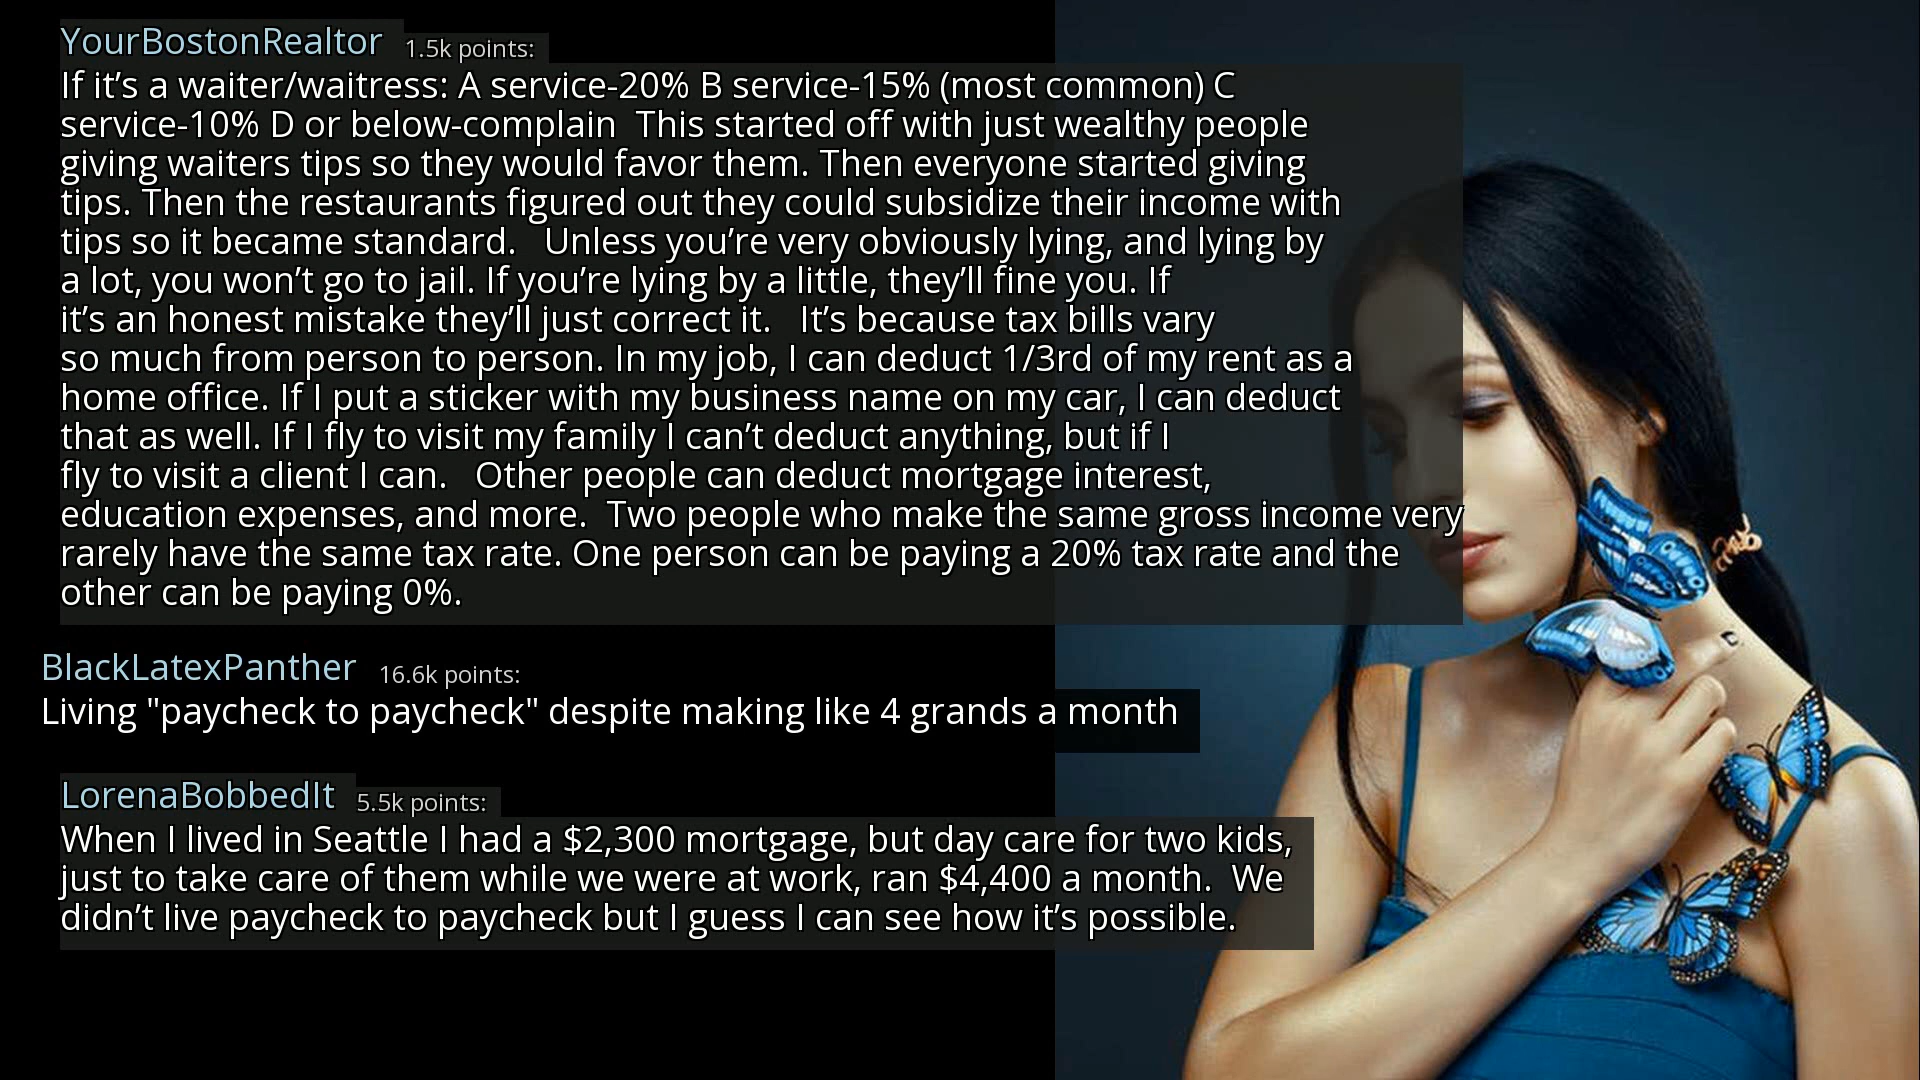 YourBostonRealtor 1.5k points:
If it’s a waiter/waitress: A service-20% B service-15% (most common) C
service-10% D or below-complain  This started off with just wealthy people
giving waiters tips so they would favor them. Then everyone started giving
tips. Then the restaurants figured out they could subsidize their income with
tips so it became standard.   Unless you’re very obviously lying, and lying by
a lot, you won’t go to jail. If you’re lying by a little, they’ll fine you. If
it’s an honest mistake they’ll just correct it.   It’s because tax bills vary
so much from person to person. In my job, I can deduct 1/3rd of my rent as a
home office. If I put a sticker with my business name on my car, I can deduct
that as well. If I fly to visit my family I can’t deduct anything, but if I
fly to visit a client I can.   Other people can deduct mortgage interest,
education expenses, and more.  Two people who make the same gross income very
rarely have the same tax rate. One person can be paying a 20% tax rate and the
other can be paying 0%.
BlackLatexPanther 16.6k points:
Living "paycheck to paycheck" despite making like 4 grands a month
LorenaBobbedIt 5.5k points:
When I lived in Seattle I had a $2,300 mortgage, but day care for two kids,
just to take care of them while we were at work, ran $4,400 a month.  We
didn’t live paycheck to paycheck but I guess I can see how it’s possible.